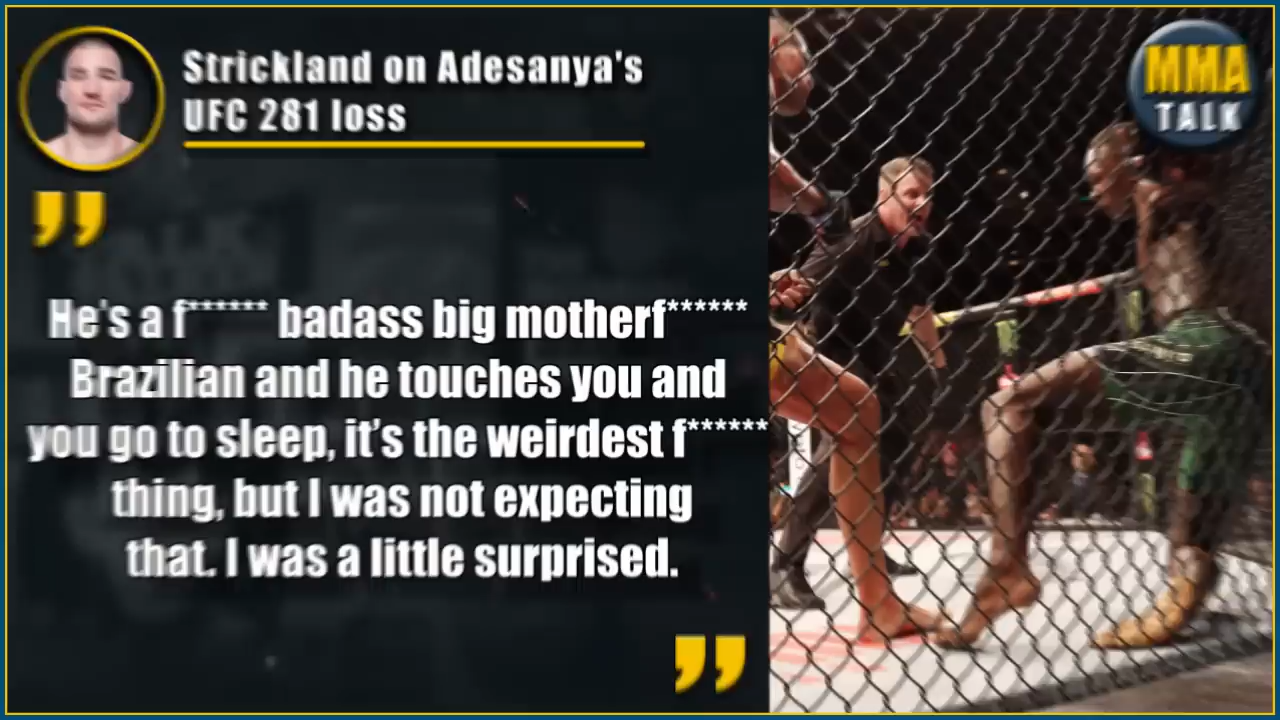 Strickland on Adesanya's
UFC 281 loss
MMA
TALK
He's a f****** badass big motherf******
Brazilian and he touches you and
you go to sleep, it’s the weirdest f******
thing, but I was not expecting
that. I was a little surprised.